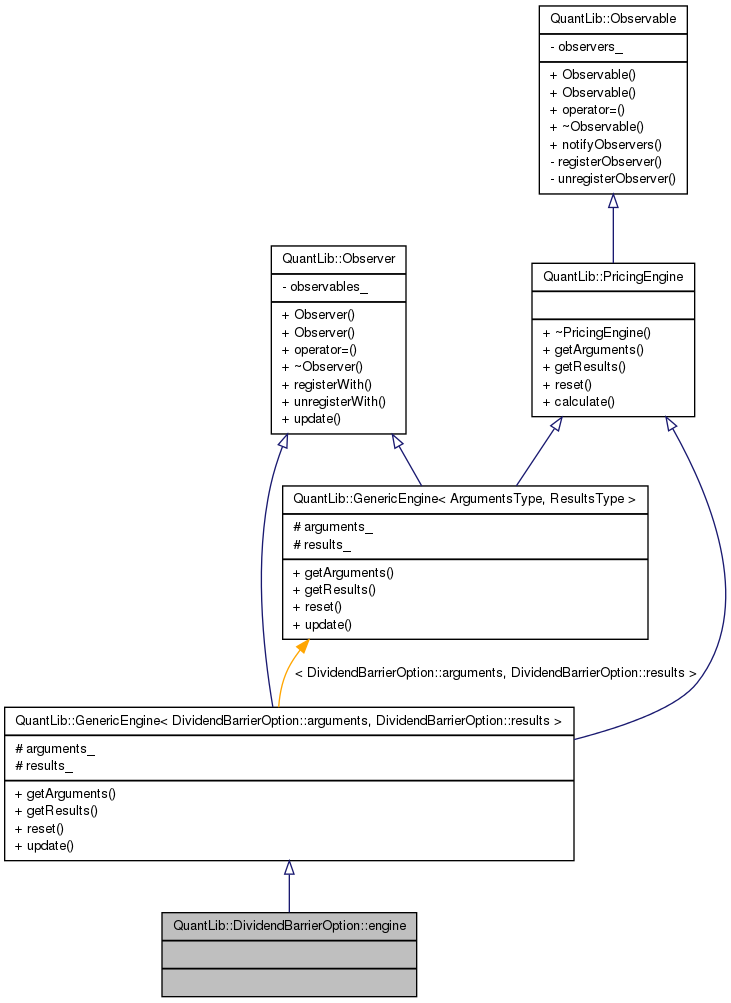 QuantLib::Observable
- observers_
+ Observable()
+ Observable()
+ operator=()
+ ~Observable()
+ notifyObservers()
- registerObserver()
- unregisterObserver()
QuantLib::Observer
- observables_
+ Observer()
+ Observer()
+ operator=()
+ ~Observer()
+ registerWith()
+ unregisterWith()
+ update()
QuantLib::PricingEngine
+ ~PricingEngine()
+ getArguments()
+ getResults()
+ reset()
+ calculate()
QuantLib::GenericEngine< ArgumentsType, ResultsType >
# arguments_
# results_
+ getArguments()
+ getResults()
+ reset()
+ update()
< DividendBarrierOption::arguments, DividendBarrierOption::results >
QuantLib::GenericEngine< DividendBarrierOption::arguments, DividendBarrierOption::results >
# arguments_
# results_
+ getArguments()
+ getResults()
+ reset()
+ update()
QuantLib::DividendBarrierOption::engine